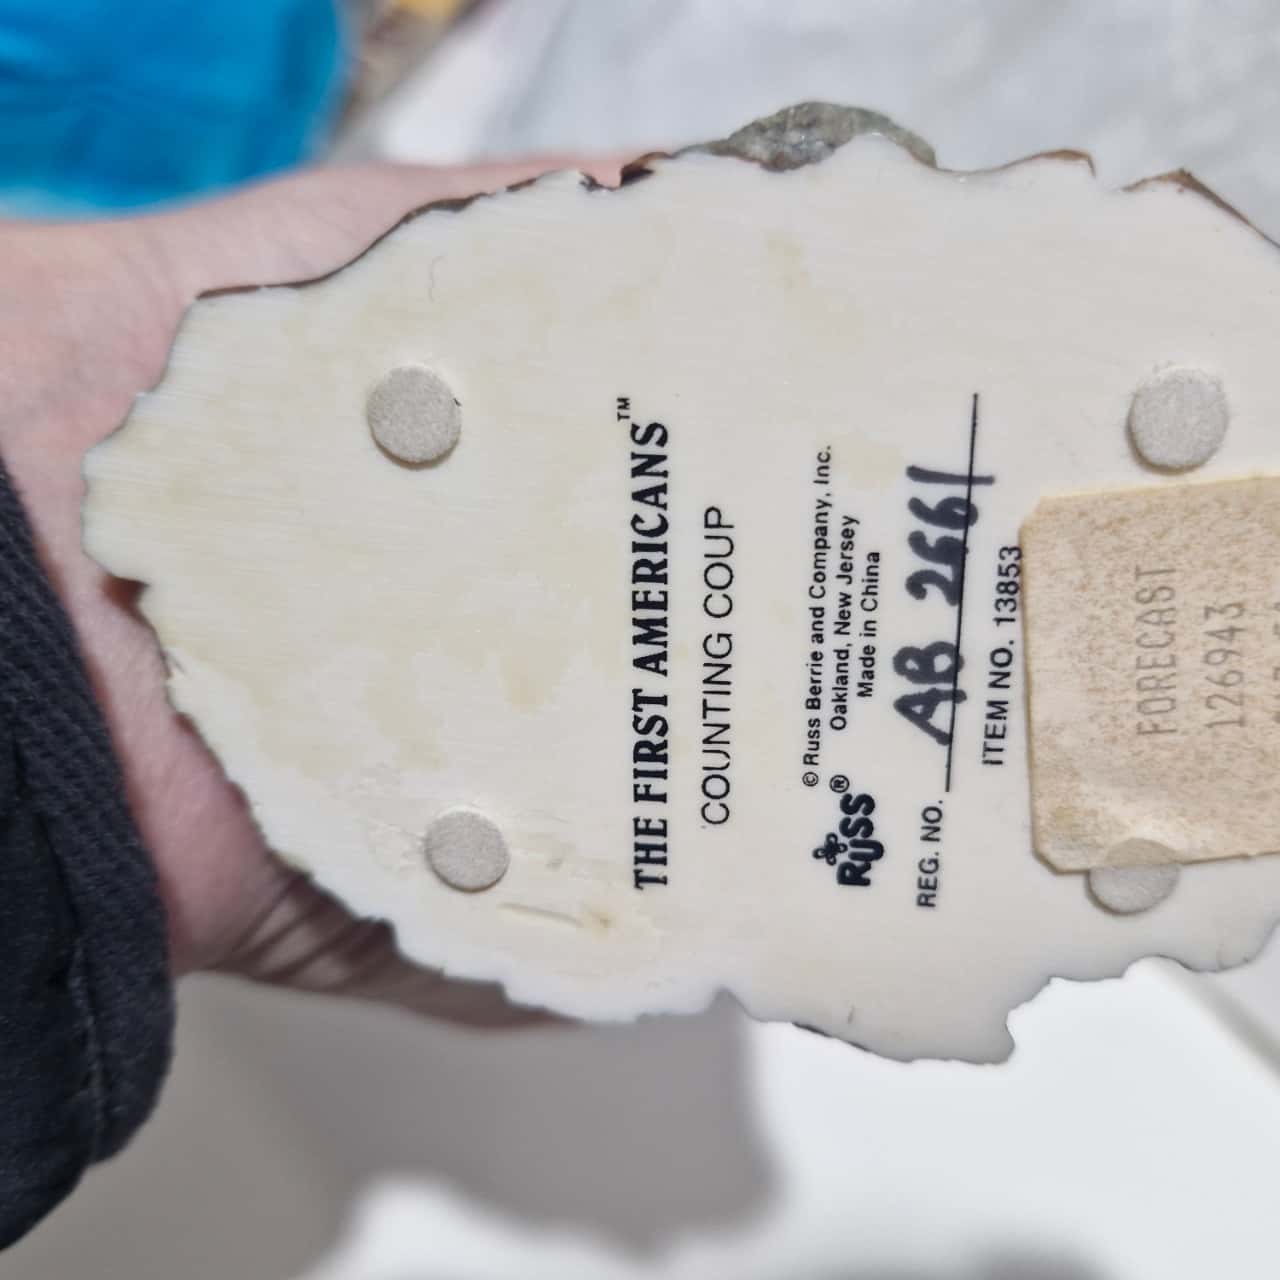 THE FIRST AMERICANS™
COUNTING COUP
© Russ Berrie and Company, Inc.
Oakland, New Jersey
Made in China
RUSS®
REG. NO. AB 2661
ITEM NO. 13853
FORECAST
126943